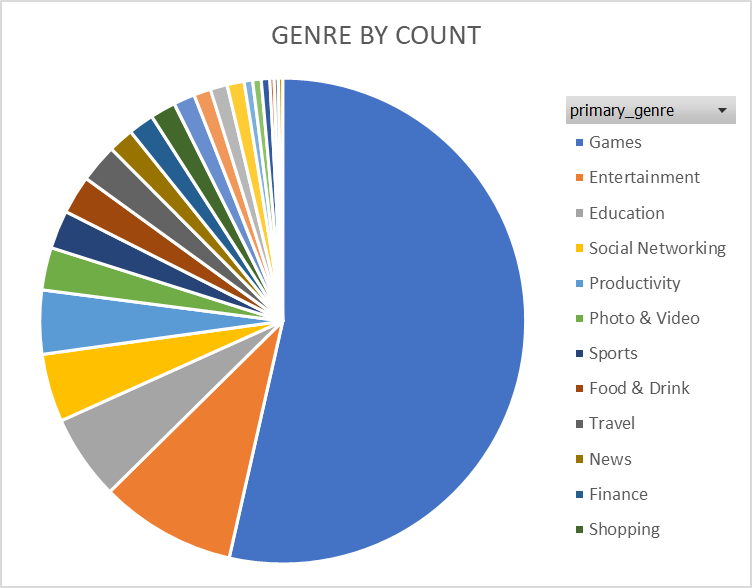 GENRE BY COUNT
primary_genre
Games
Entertainment
Education
Social Networking
Productivity
Photo & Video
Sports
Food & Drink
Travel
News
Finance
Shopping